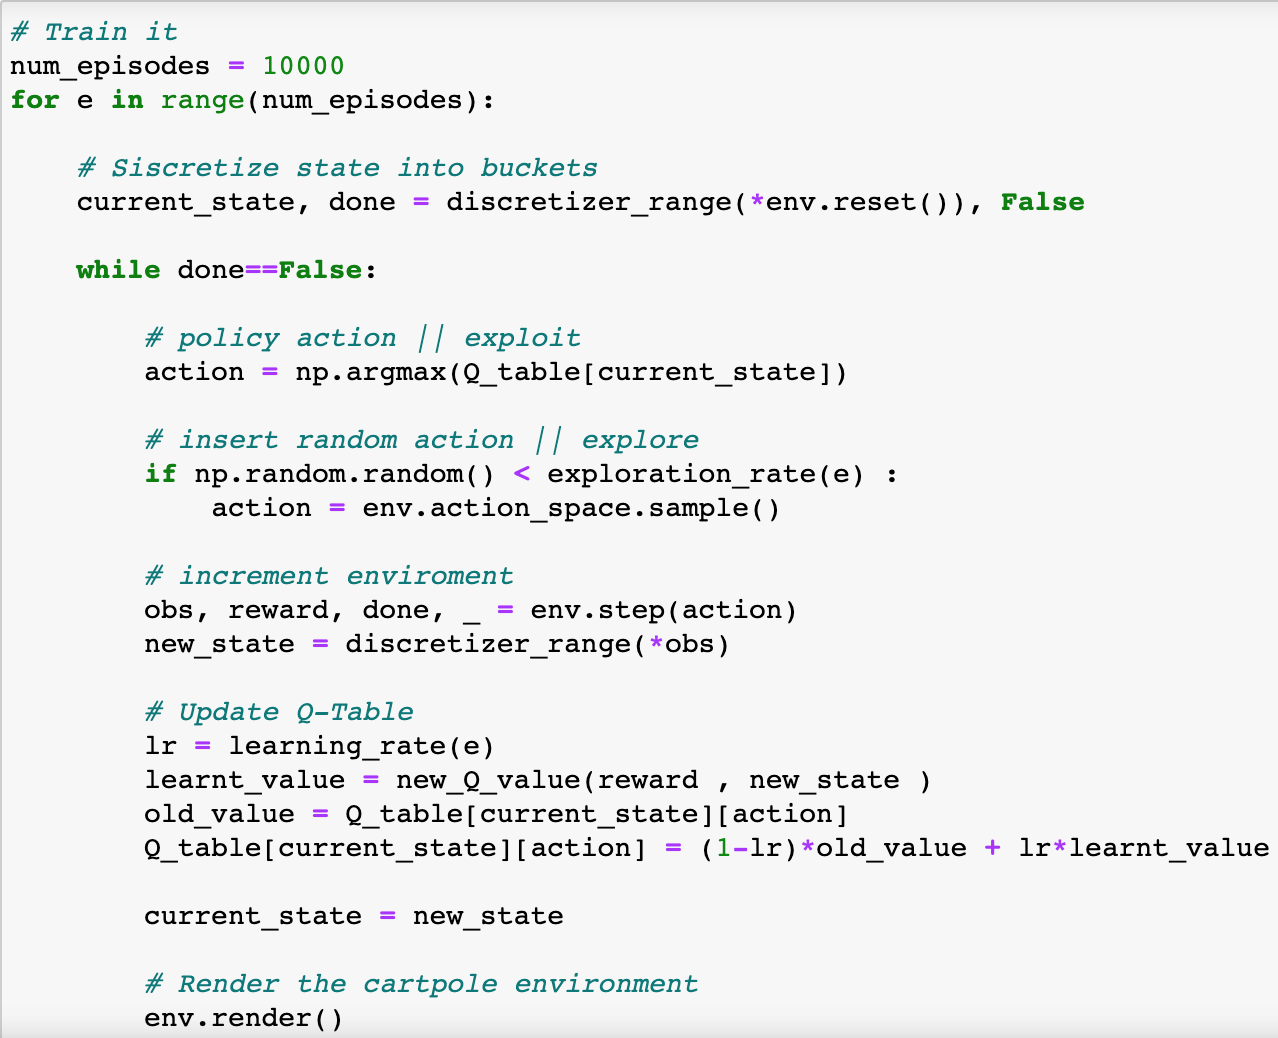 # Train it
num_episodes = 10000
for e in range(num_episodes):
# Siscretize state into buckets
current_state, done = discretizer_range(*env.reset()), False
while done==False:
# policy action || exploit
action = np.argmax(Q_table[current_state])
# insert random action || explore
if np.random.random() < exploration_rate(e) :
action = env.action_space.sample()
# increment enviroment
obs, reward, done, _ = env.step(action)
new_state = discretizer_range(*obs)
# Update Q-Table
lr = learning_rate(e)
learnt_value = new_Q_value(reward , new_state )
old_value = Q_table[current_state][action]
Q_table[current_state][action] = (1-lr)*old_value + lr*learnt_value
current_state = new_state
# Render the cartpole environment
env.render()